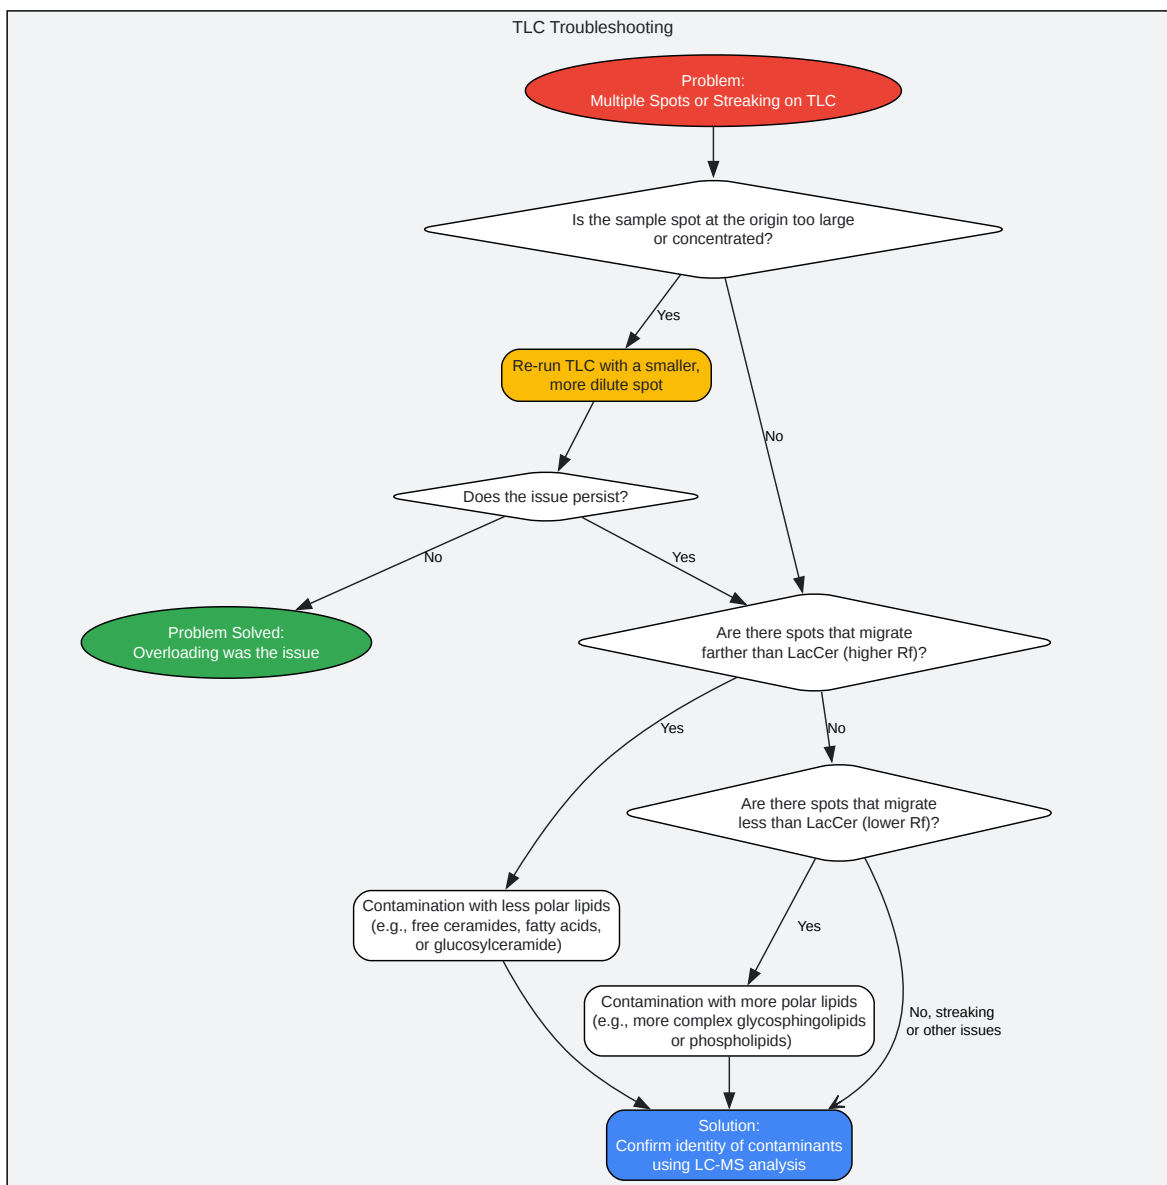 TLC Troubleshooting
Problem:
Multiple Spots or Streaking on TLC
Is the sample spot at the origin too large
or concentrated?
Yes
Re-run TLC with a smaller,
more dilute spot
No
Does the issue persist?
No
Yes
Problem Solved:
Overloading was the issue
Are there spots that migrate
farther than LacCer (higher Rf)?
Yes
No
Are there spots that migrate
less than LacCer (lower Rf)?
Contamination with less polar lipids
(e.g., free ceramides, fatty acids,
or glucosylceramide)
Yes
Contamination with more polar lipids
(e.g., more complex glycosphingolipids
or phospholipids)
No, streaking
or other issues
Solution:
Confirm identity of contaminants
using LC-MS analysis